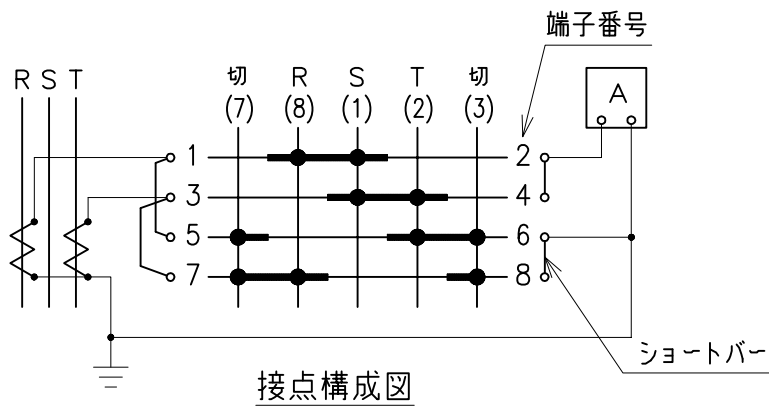 端子番号
R S T
切 R S T 切
(7) (8) (1) (2) (3)
A
1 2
3 4
5 6
7 8
ショートバー
接点構成図